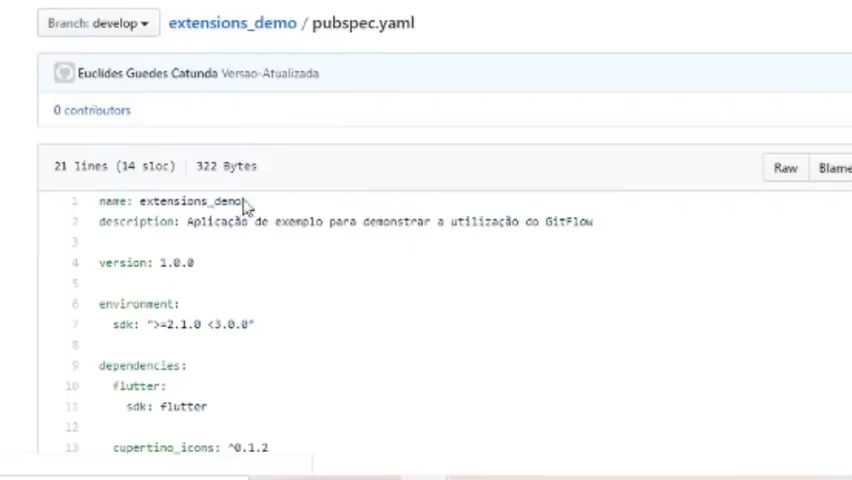 Branch: develop
extensions_demo / pubspec.yaml
Euclides Guedes Catunda Versao-Atualizada
0 contributors
21 lines (14 sloc) 322 Bytes
Raw
Blame
1 name: extensions_demo
2 description: Aplicação de exemplo para demonstrar a utilização do GitFlow
3
4 version: 1.0.0
5
6 environment:
7 sdk: ">=2.1.0 <3.0.0"
8
9 dependencies:
10 flutter:
11 sdk: flutter
12
13 cupertino_icons: ^0.1.2